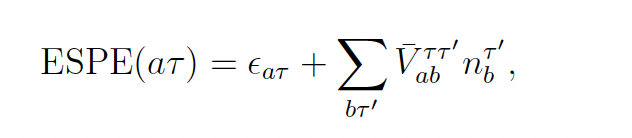 ESPE(aτ) = ϵ_{aτ} + ∑_{bτ′} V̄_{ab}^{ττ′} n_b^{τ′},